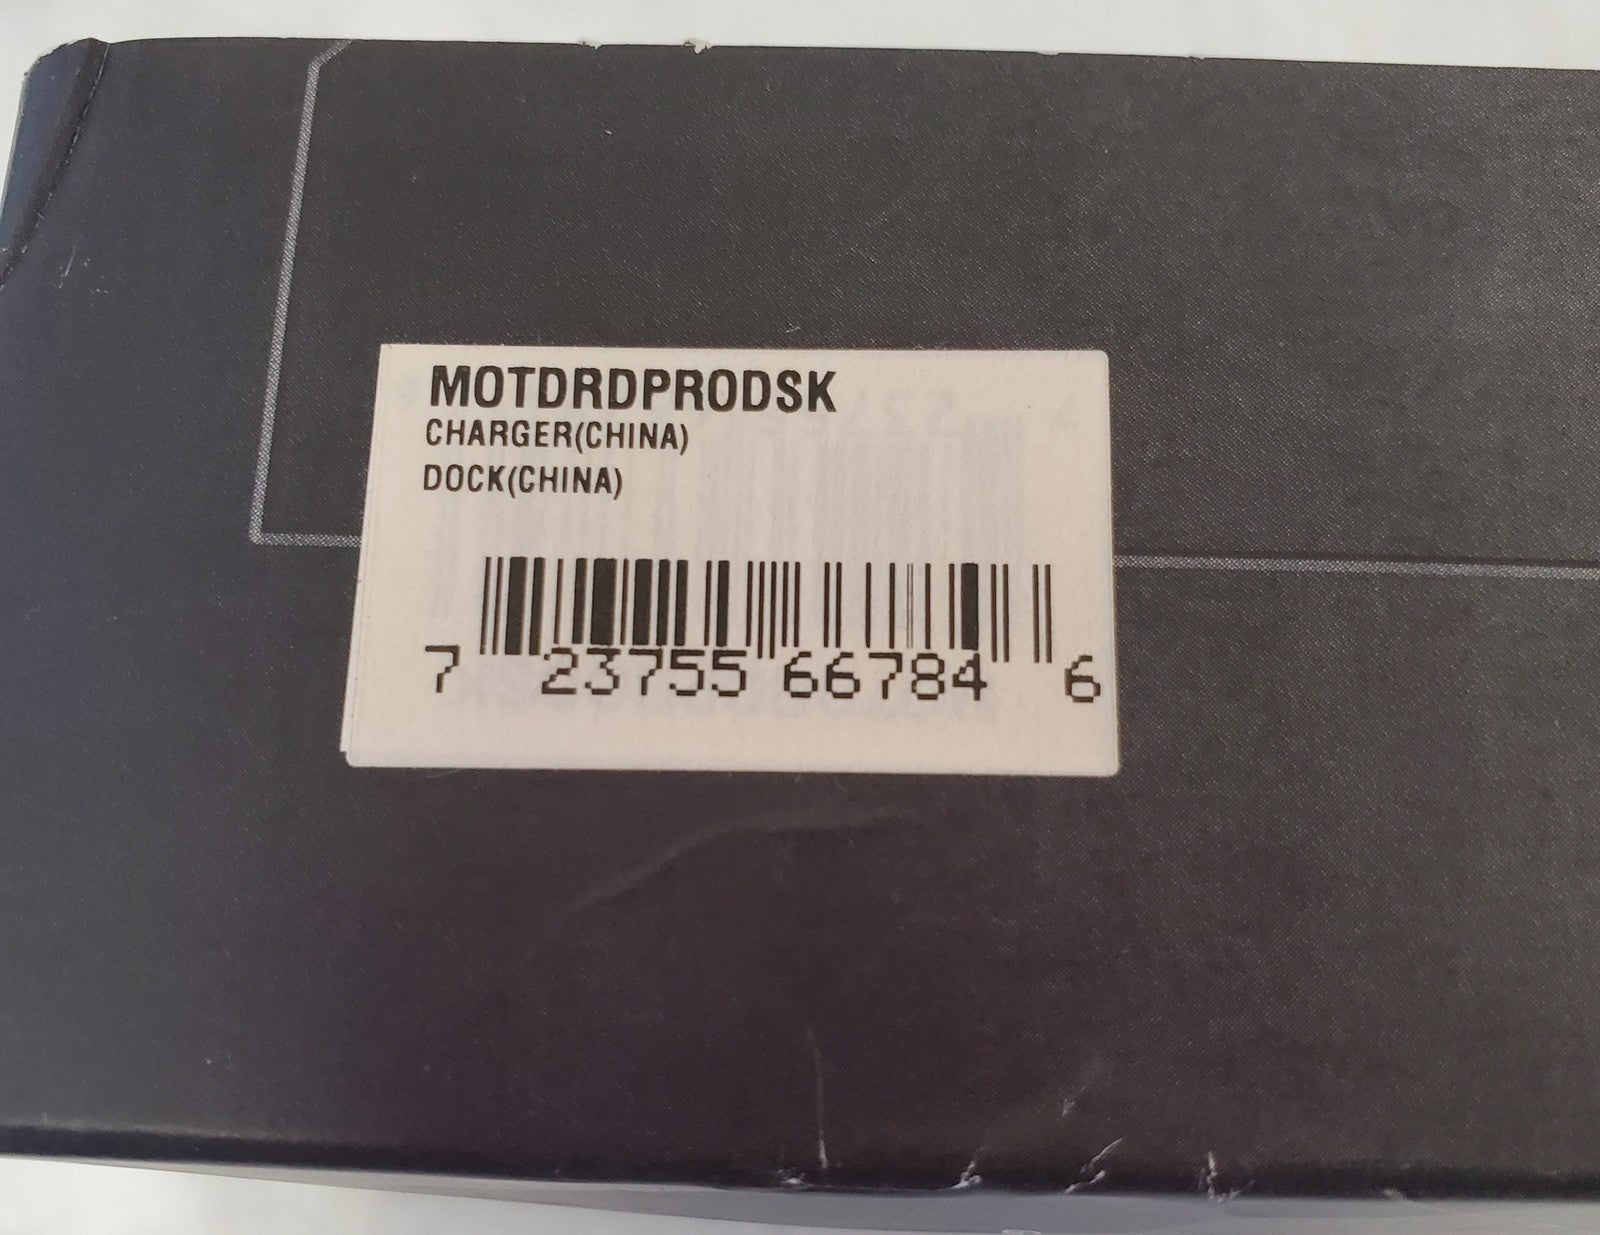 MOTDRDPRODSK
CHARGER(CHINA)
DOCK(CHINA)
7 23755 66784 6